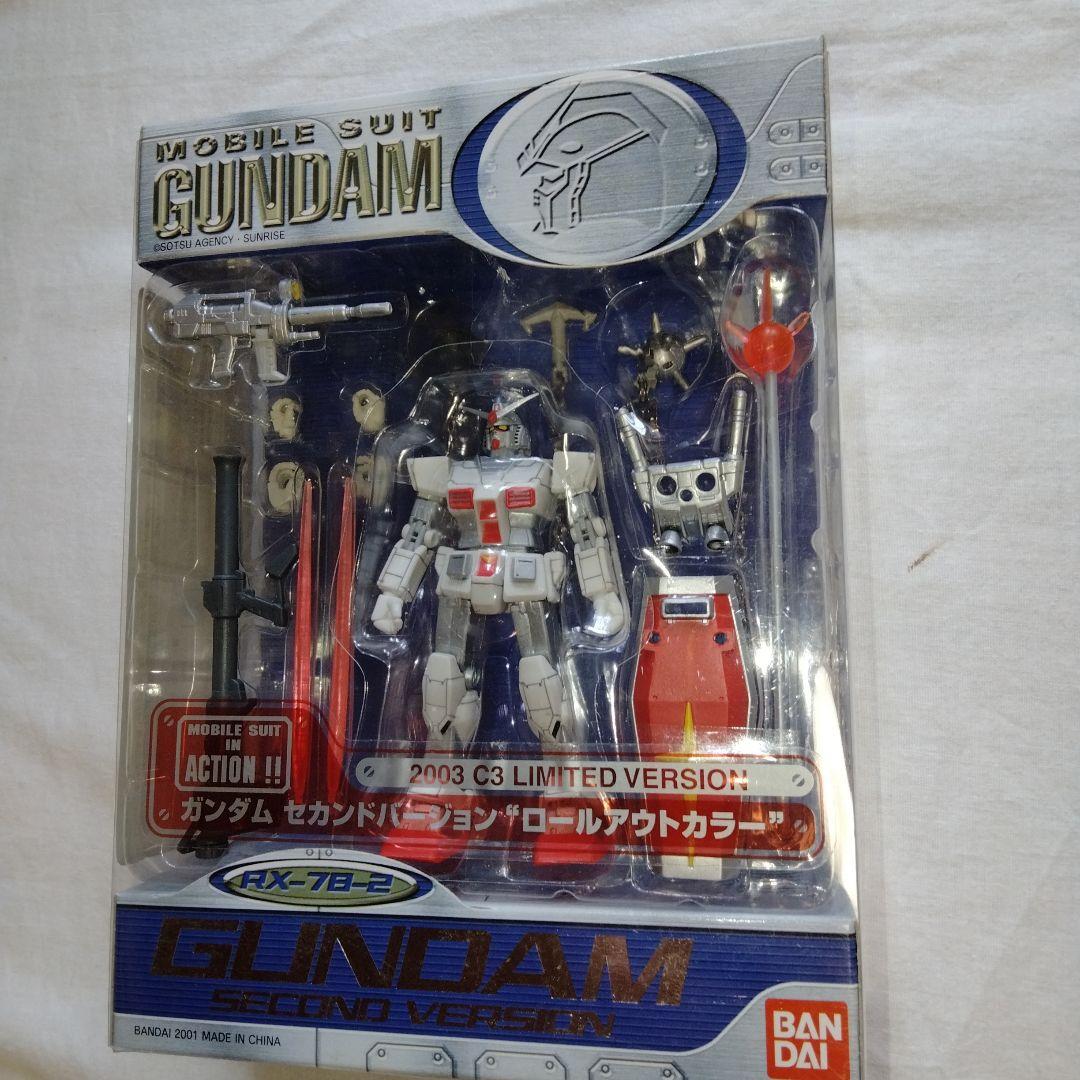 MOBILE SUIT
GUNDAM
©SOTSU AGENCY・SUNRISE
MOBILE SUIT
IN
ACTION !!
2003 C3 LIMITED VERSION
ガンダム セカンドバージョン“ロールアウトカラー”
RX-78-2
GUNDAM
SECOND VERSION
BANDAI 2001 MADE IN CHINA
BAN
DAI